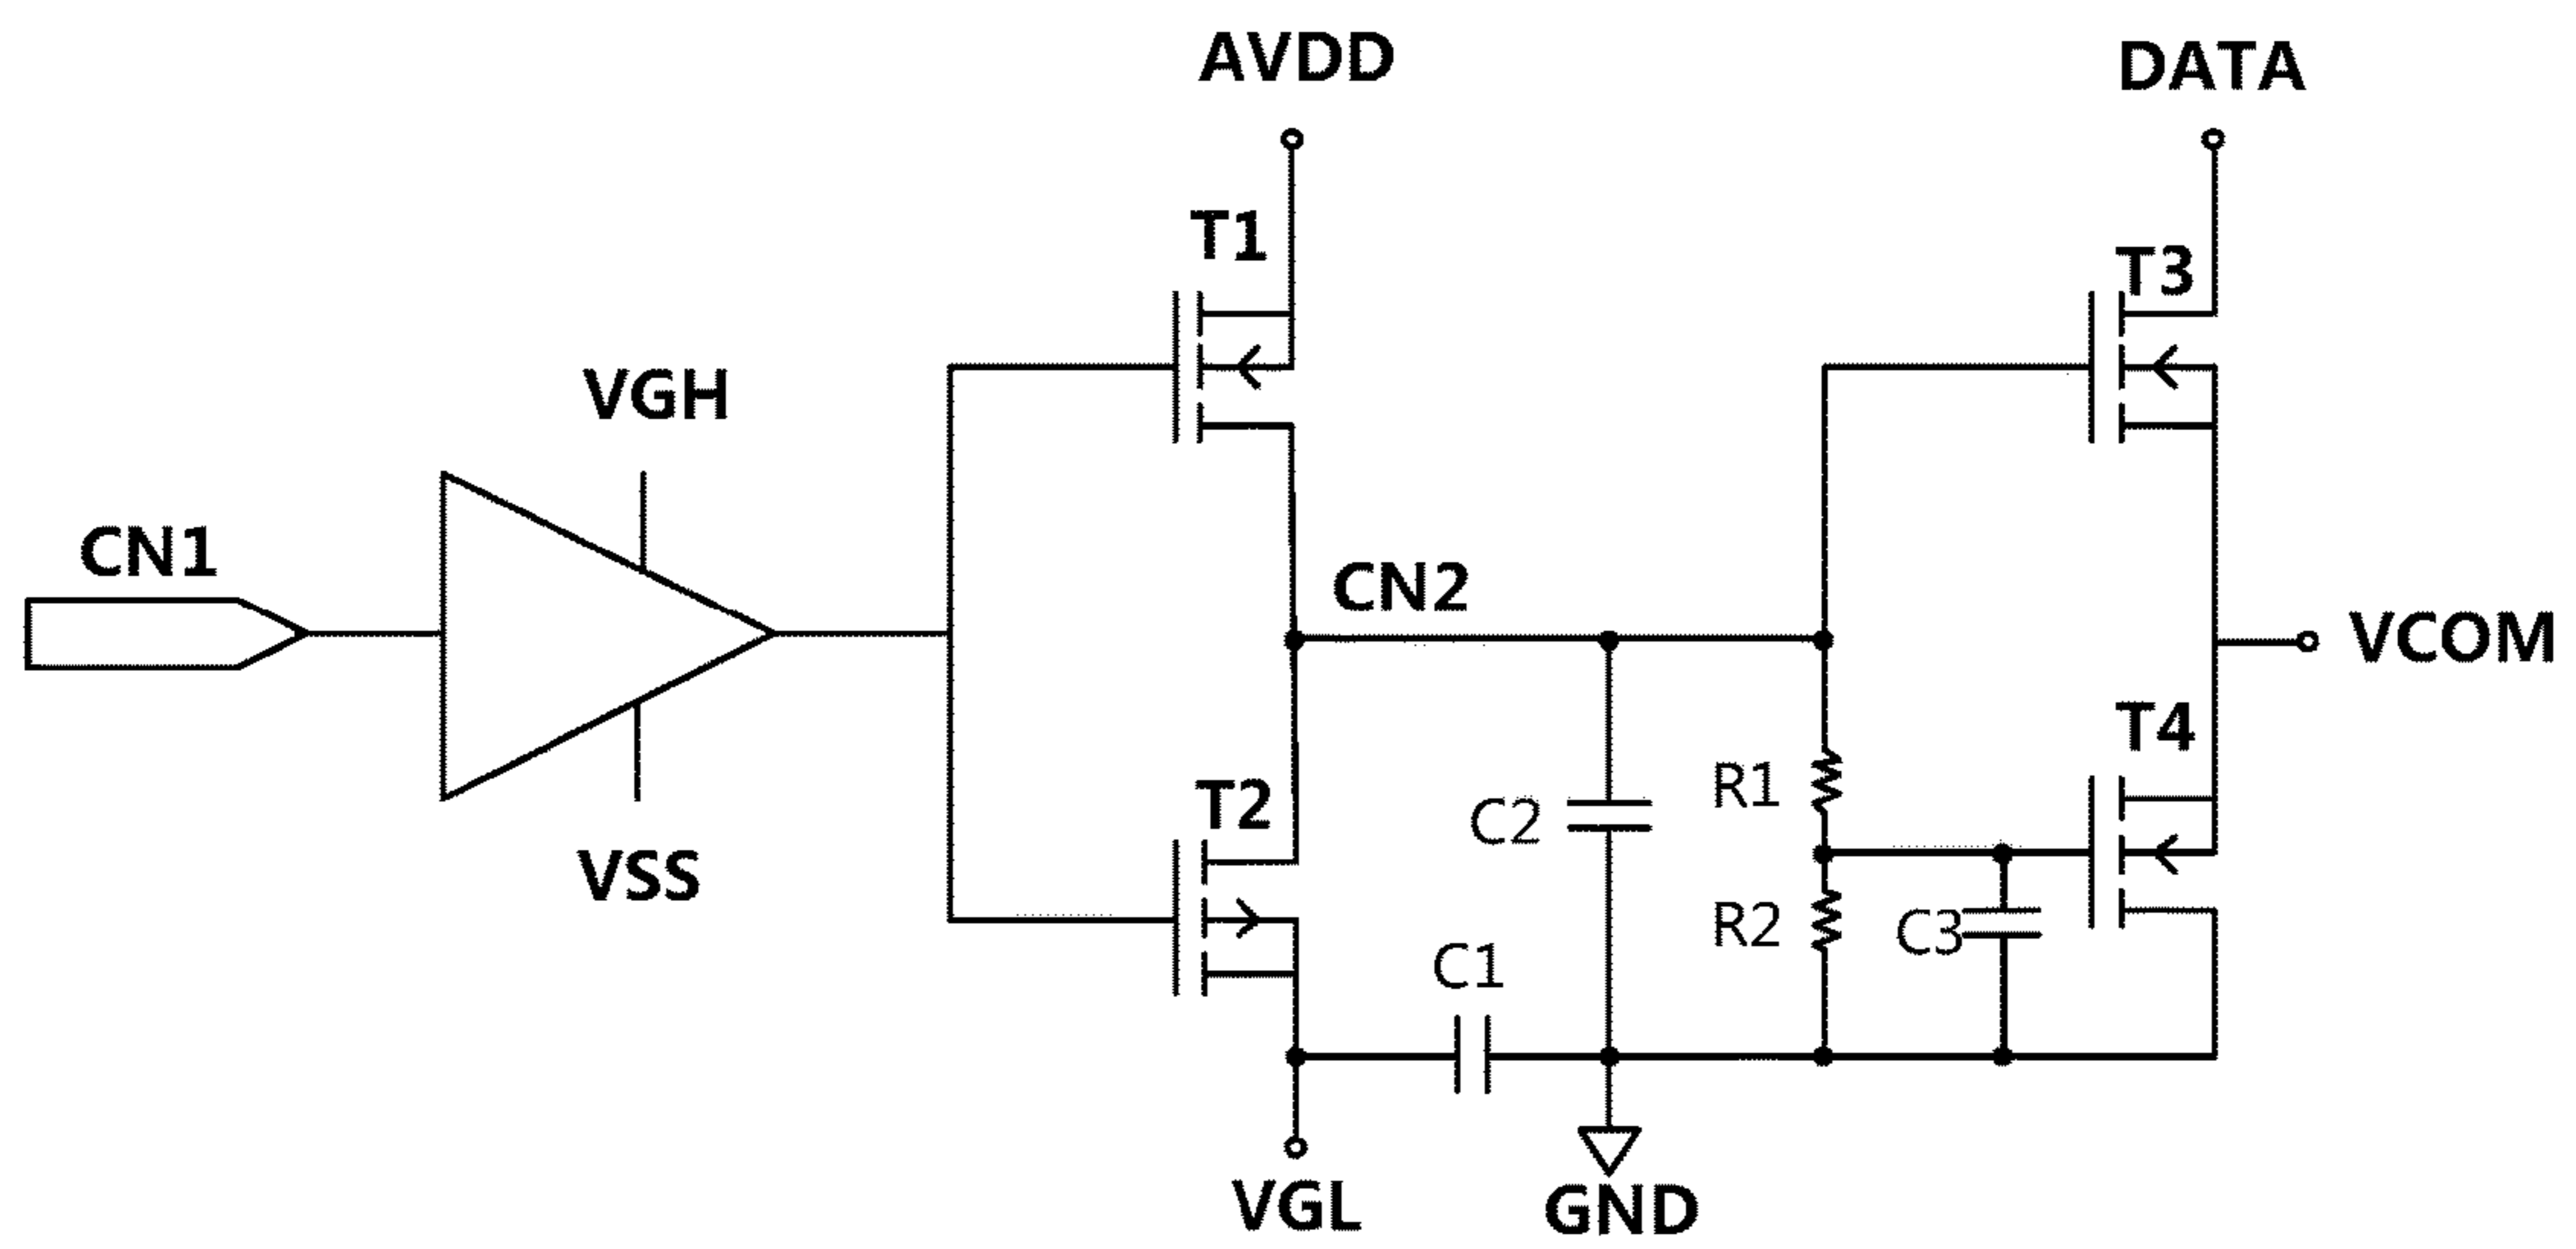 AVDD
DATA
T1
T3
VGH
CN1
CN2
VCOM
T4
R1
T2
C2
VSS
R2
C3
C1
VGL
GND